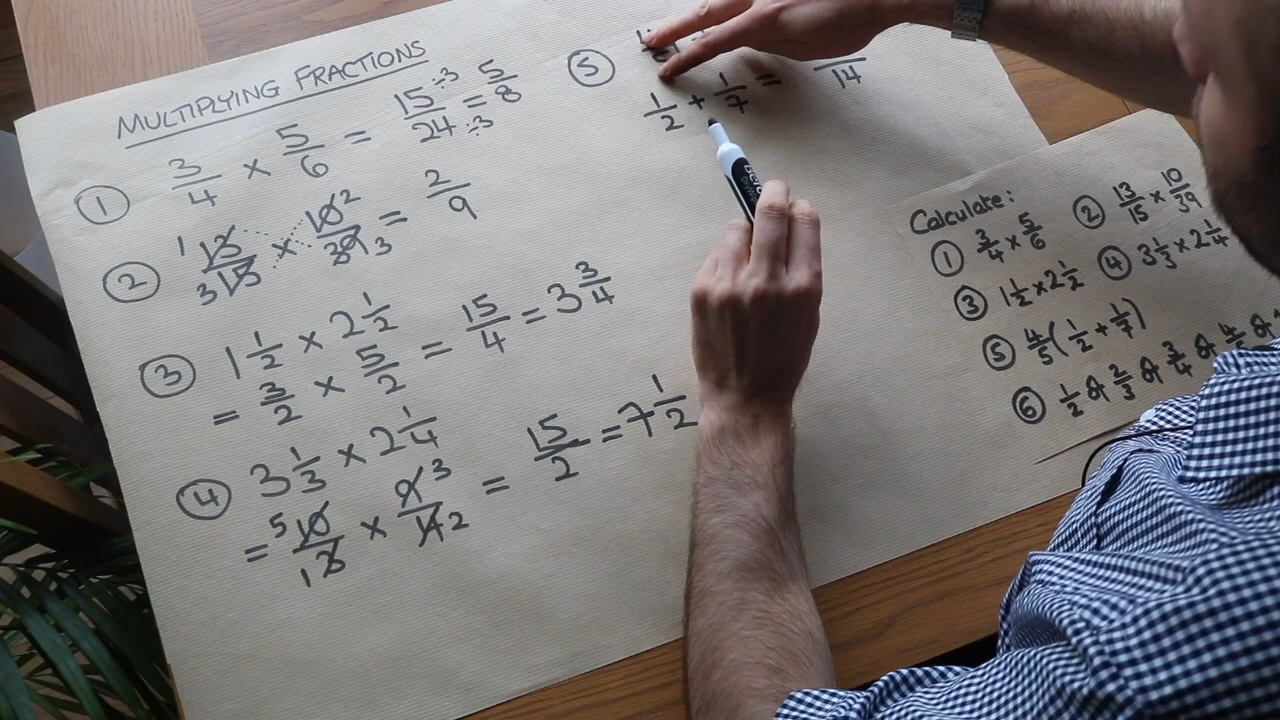 MULTIPLYING FRACTIONS
① 3/4 × 5/6 = 15/24 ÷3 ÷3 = 5/8
② 1 13/15 3 × 10/39 2 3 = 2/9
③ 1 1/2 × 2 1/2
= 3/2 × 5/2 = 15/4 = 3 3/4
④ 3 1/3 × 2 1/4
= 5 10/3 1 × 9/4 3 2 = 15/2 = 7 1/2
⑤
1/2 + 1/7 = /14
Calculate:
① 3/4 × 5/6 ② 13/15 × 10/39
③ 1 1/2 × 2 1/2 ④ 3 1/3 × 2 1/4
⑤ 4/5 ( 1/2 + 1/7 )
⑥ 1/2 of 2/3 of 3/4 of 4/5 of